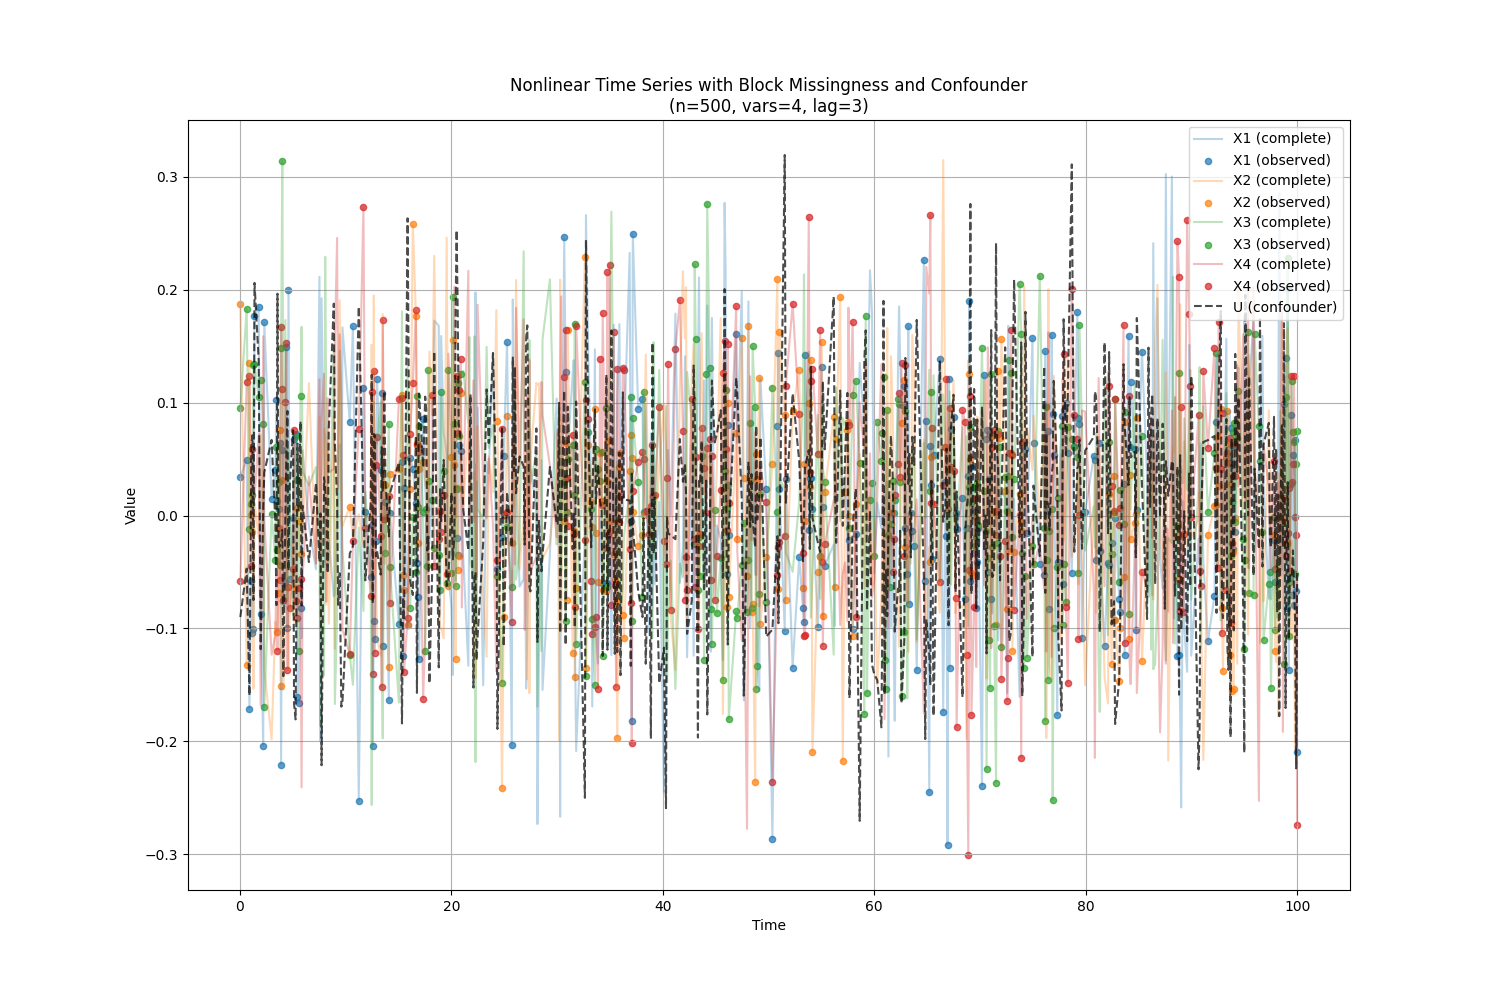 Nonlinear Time Series with Block Missingness and Confounder
(n=500, vars=4, lag=3)
X1 (complete)
X1 (observed)
X2 (complete)
X2 (observed)
X3 (complete)
X3 (observed)
X4 (complete)
X4 (observed)
U (confounder)
Value
0.3
0.2
0.1
0.0
−0.1
−0.2
−0.3
0 20 40 60 80 100
Time